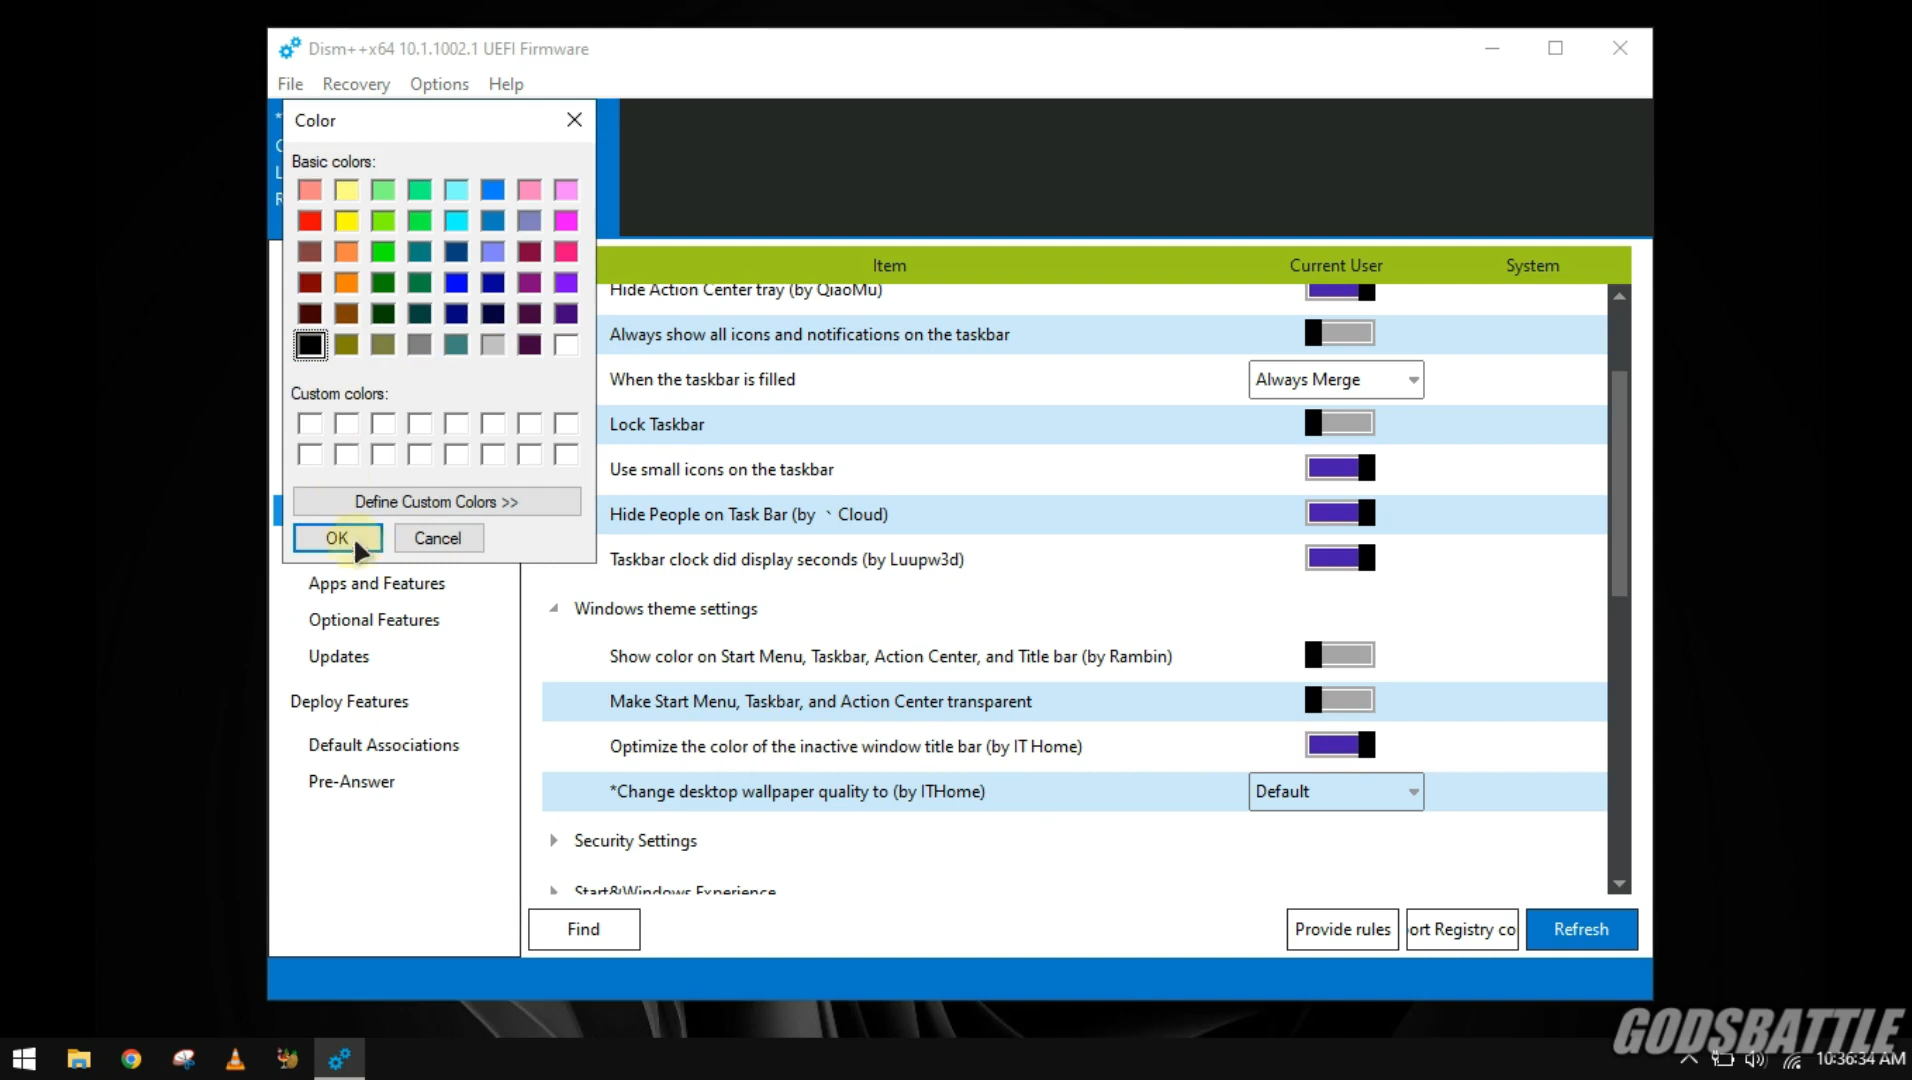 Dism++x64 10.1.1002.1 UEFI Firmware
File Recovery Options Help
Color
Basic colors:
Custom colors:
Define Custom Colors >>
OK Cancel
Apps and Features
Optional Features
Updates
Deploy Features
Default Associations
Pre-Answer
Item Current User System
Hide Action Center tray (by QiaoMu)
Always show all icons and notifications on the taskbar
When the taskbar is filled Always Merge
Lock Taskbar
Use small icons on the taskbar
Hide People on Task Bar (by ` Cloud)
Taskbar clock did display seconds (by Luupw3d)
Windows theme settings
Show color on Start Menu, Taskbar, Action Center, and Title bar (by Rambin)
Make Start Menu, Taskbar, and Action Center transparent
Optimize the color of the inactive window title bar (by IT Home)
*Change desktop wallpaper quality to (by ITHome) Default
Security Settings
Start&Windows Experience
Find Provide rules ort Registry co Refresh
GODSBATTLE
10:36:34 AM